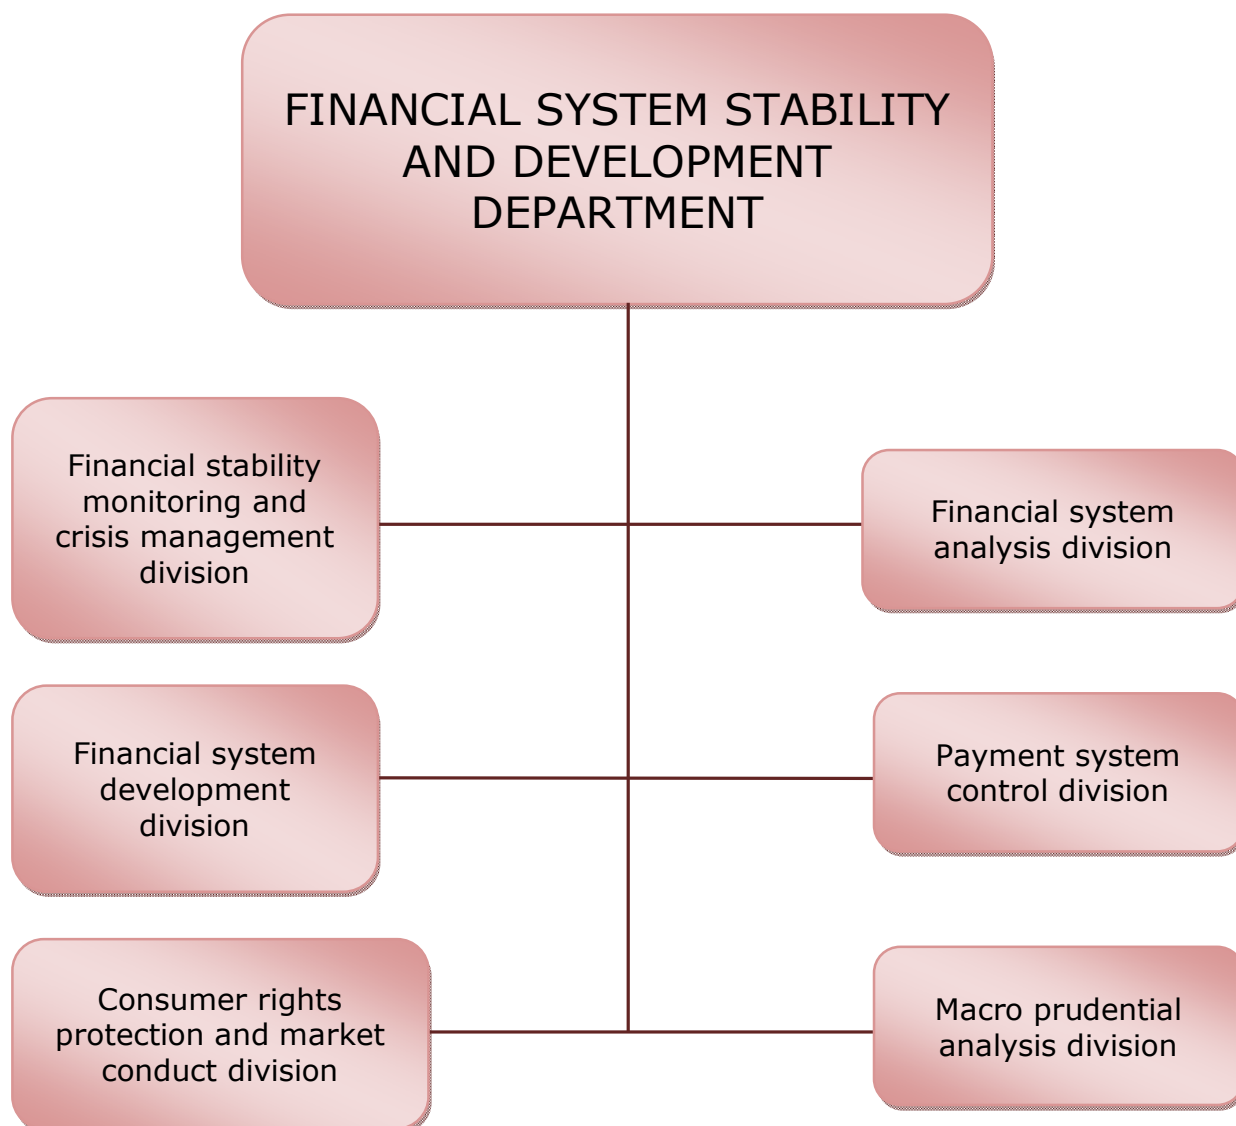 FINANCIAL SYSTEM STABILITY
AND DEVELOPMENT
DEPARTMENT
Financial stability
monitoring and
crisis management
division
Financial system
analysis division
Financial system
development
division
Payment system
control division
Consumer rights
protection and market
conduct division
Macro prudential
analysis division